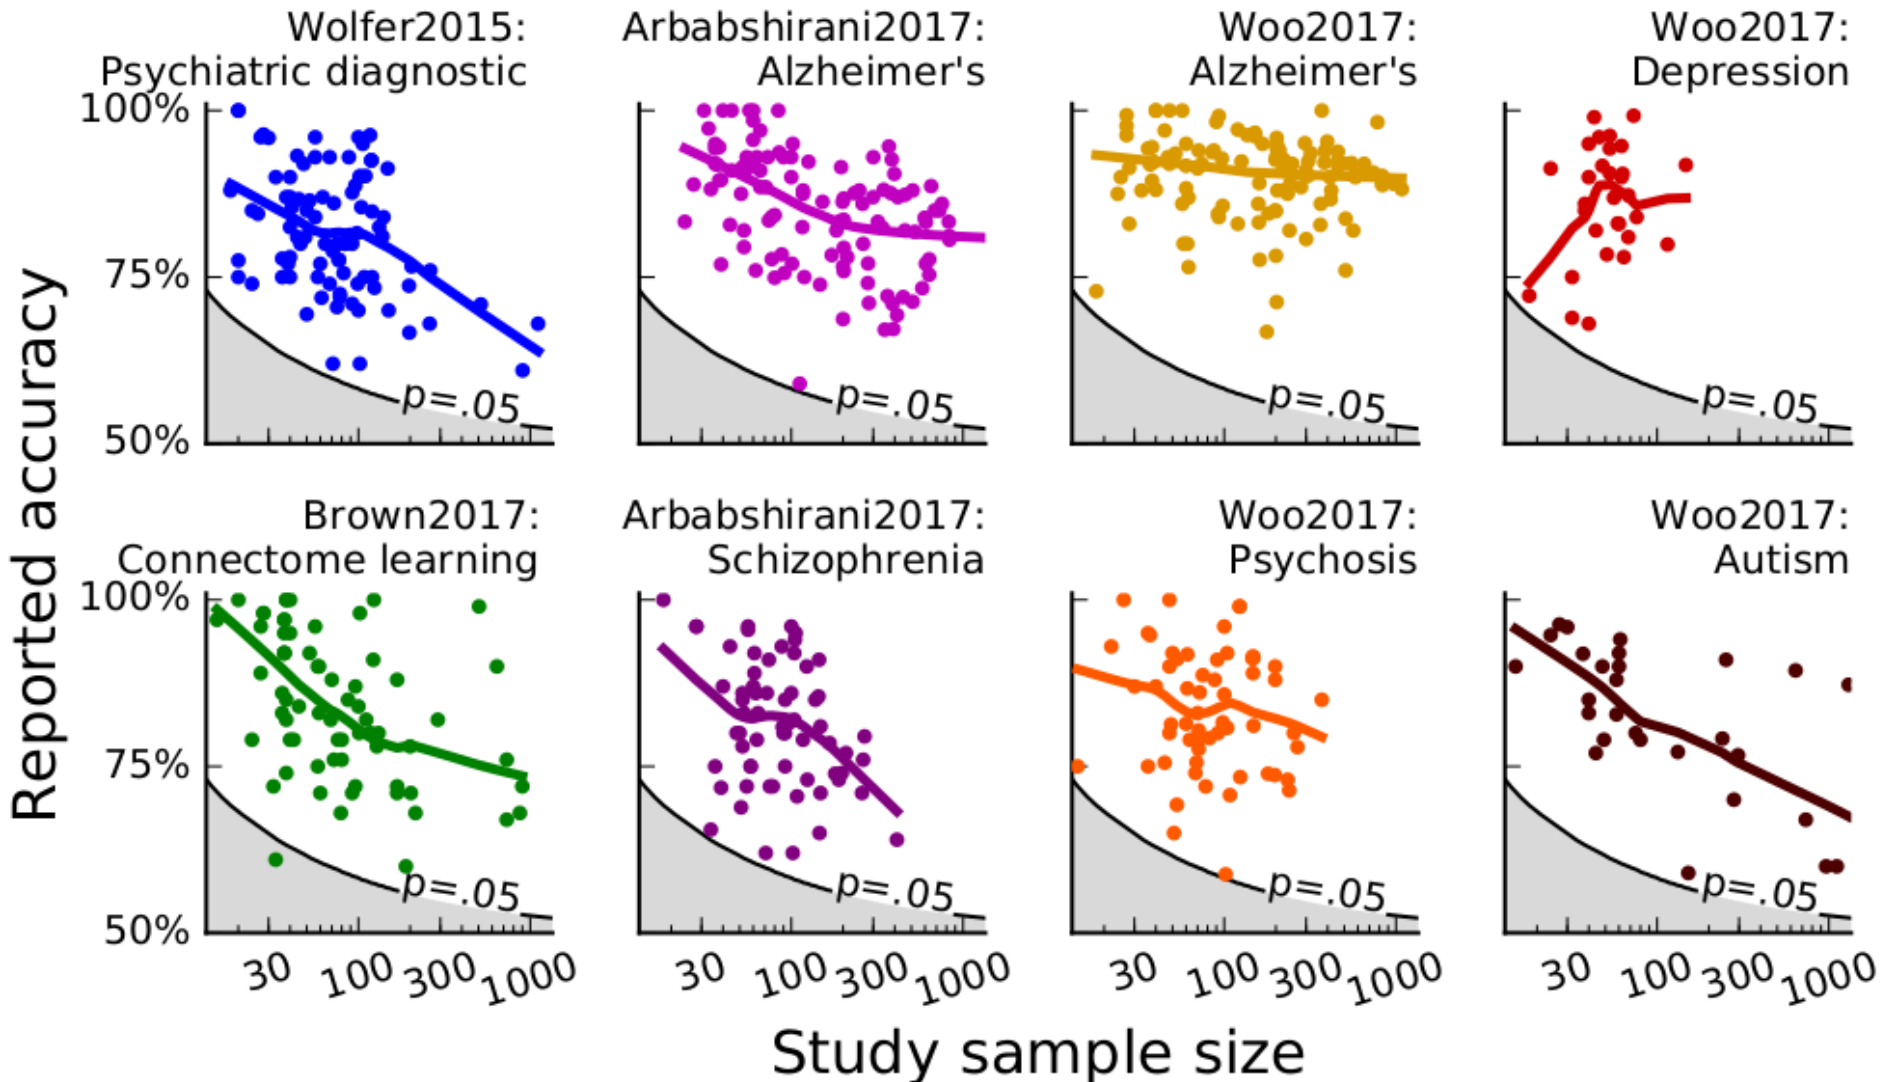 Wolfer2015:
Psychiatric diagnostic
Arbabshirani2017:
Alzheimer's
Woo2017:
Alzheimer's
Woo2017:
Depression
100%
75%
50%
p=.05
p=.05
p=.05
p=.05
Reported accuracy
Brown2017:
Connectome learning
Arbabshirani2017:
Schizophrenia
Woo2017:
Psychosis
Woo2017:
Autism
100%
75%
50%
p=.05
p=.05
p=.05
p=.05
30 100 300 1000
30 100 300 1000
30 100 300 1000
30 100 300 1000
Study sample size